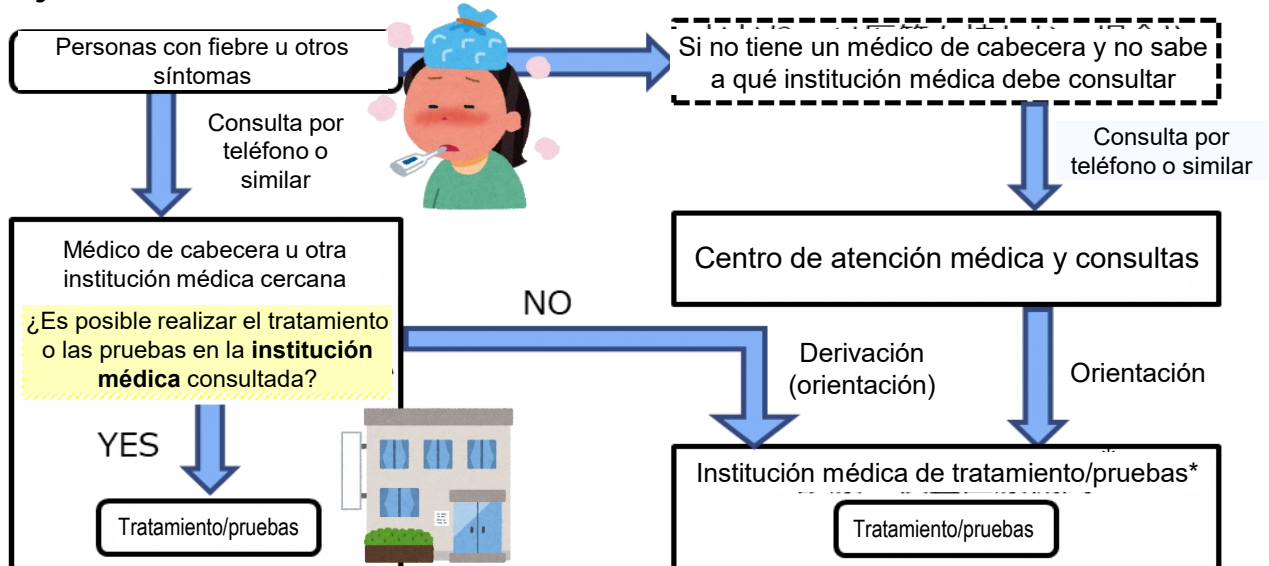 Personas con fiebre u otros
síntomas
Si no tiene un médico de cabecera y no sabe
a qué institución médica debe consultar
Consulta por
teléfono o
similar
Consulta por
teléfono o similar
Médico de cabecera u otra
institución médica cercana
¿Es posible realizar el tratamiento
o las pruebas en la institución
médica consultada?
NO
Centro de atención médica y consultas
Derivación
(orientación)
Orientación
YES
Tratamiento/pruebas
Institución médica de tratamiento/pruebas*
Tratamiento/pruebas